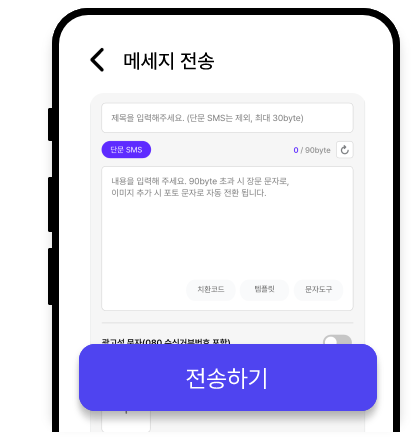 메세지 전송
제목을 입력해주세요. (단문 SMS는 제외, 최대 30byte)
단문 SMS
0 / 90byte
내용을 입력해 주세요. 90byte 초과 시 장문 문자로,
이미지 추가 시 포토 문자로 자동 전환 됩니다.
치환코드
템플릿
문자도구
광고성 문자(080 수신거부번호 포함)
전송하기